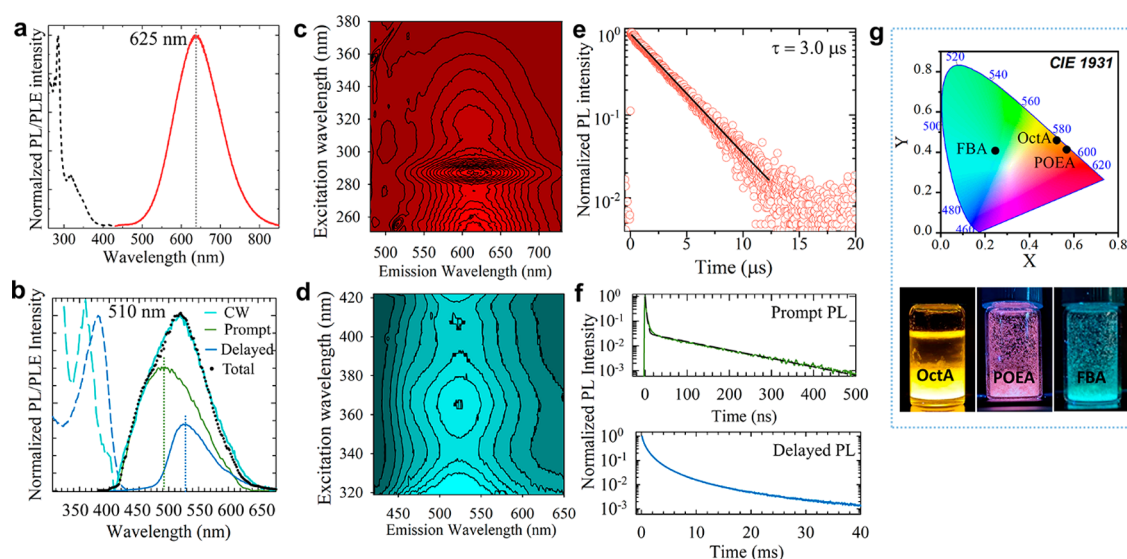 a
Normalized PL/PLE intensity
625 nm
300 400 500 600 700 800
Wavelength (nm)
b
Normalized PL/PLE Intensity
510 nm
CW
Prompt
Delayed
Total
300 350 400 450 500 550 600 650
Wavelength (nm)
c
Excitation wavelength (nm)
380
360
340
320
300
280
260
500 550 600 650 700
Emission Wavelength (nm)
d
Excitation wavelength (nm)
420
400
380
360
340
320
450 500 550 600 650
Emission Wavelength (nm)
e
Normalized PL intensity
τ = 3.0 μs
10⁰
10⁻¹
10⁻²
0 5 10 15 20
Time (μs)
f
Normalized PL Intensity
Prompt PL
10⁰
10⁻¹
10⁻²
10⁻³
0 100 200 300 400 500
Time (ns)
Delayed PL
10⁰
10⁻¹
10⁻²
10⁻³
0 10 20 30 40
Time (ms)
g
CIE 1931
Y
0.8
0.6
0.4
0.2
0.0
520
540
560
500
580
600
620
480
460
FBA
OctA
POEA
0.0 0.2 0.4 0.6 0.8
X
OctA
POEA
FBA